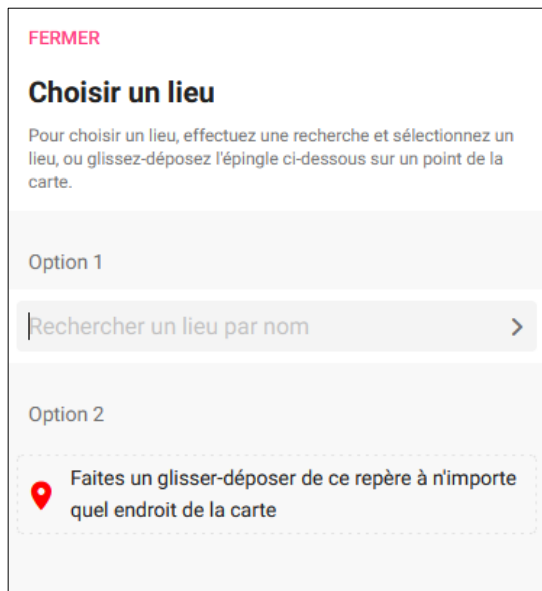 FERMER
Choisir un lieu
Pour choisir un lieu, effectuez une recherche et sélectionnez un
lieu, ou glissez-déposez l'épingle ci-dessous sur un point de la
carte.
Option 1
Rechercher un lieu par nom
Option 2
Faites un glisser-déposer de ce repère à n'importe
quel endroit de la carte